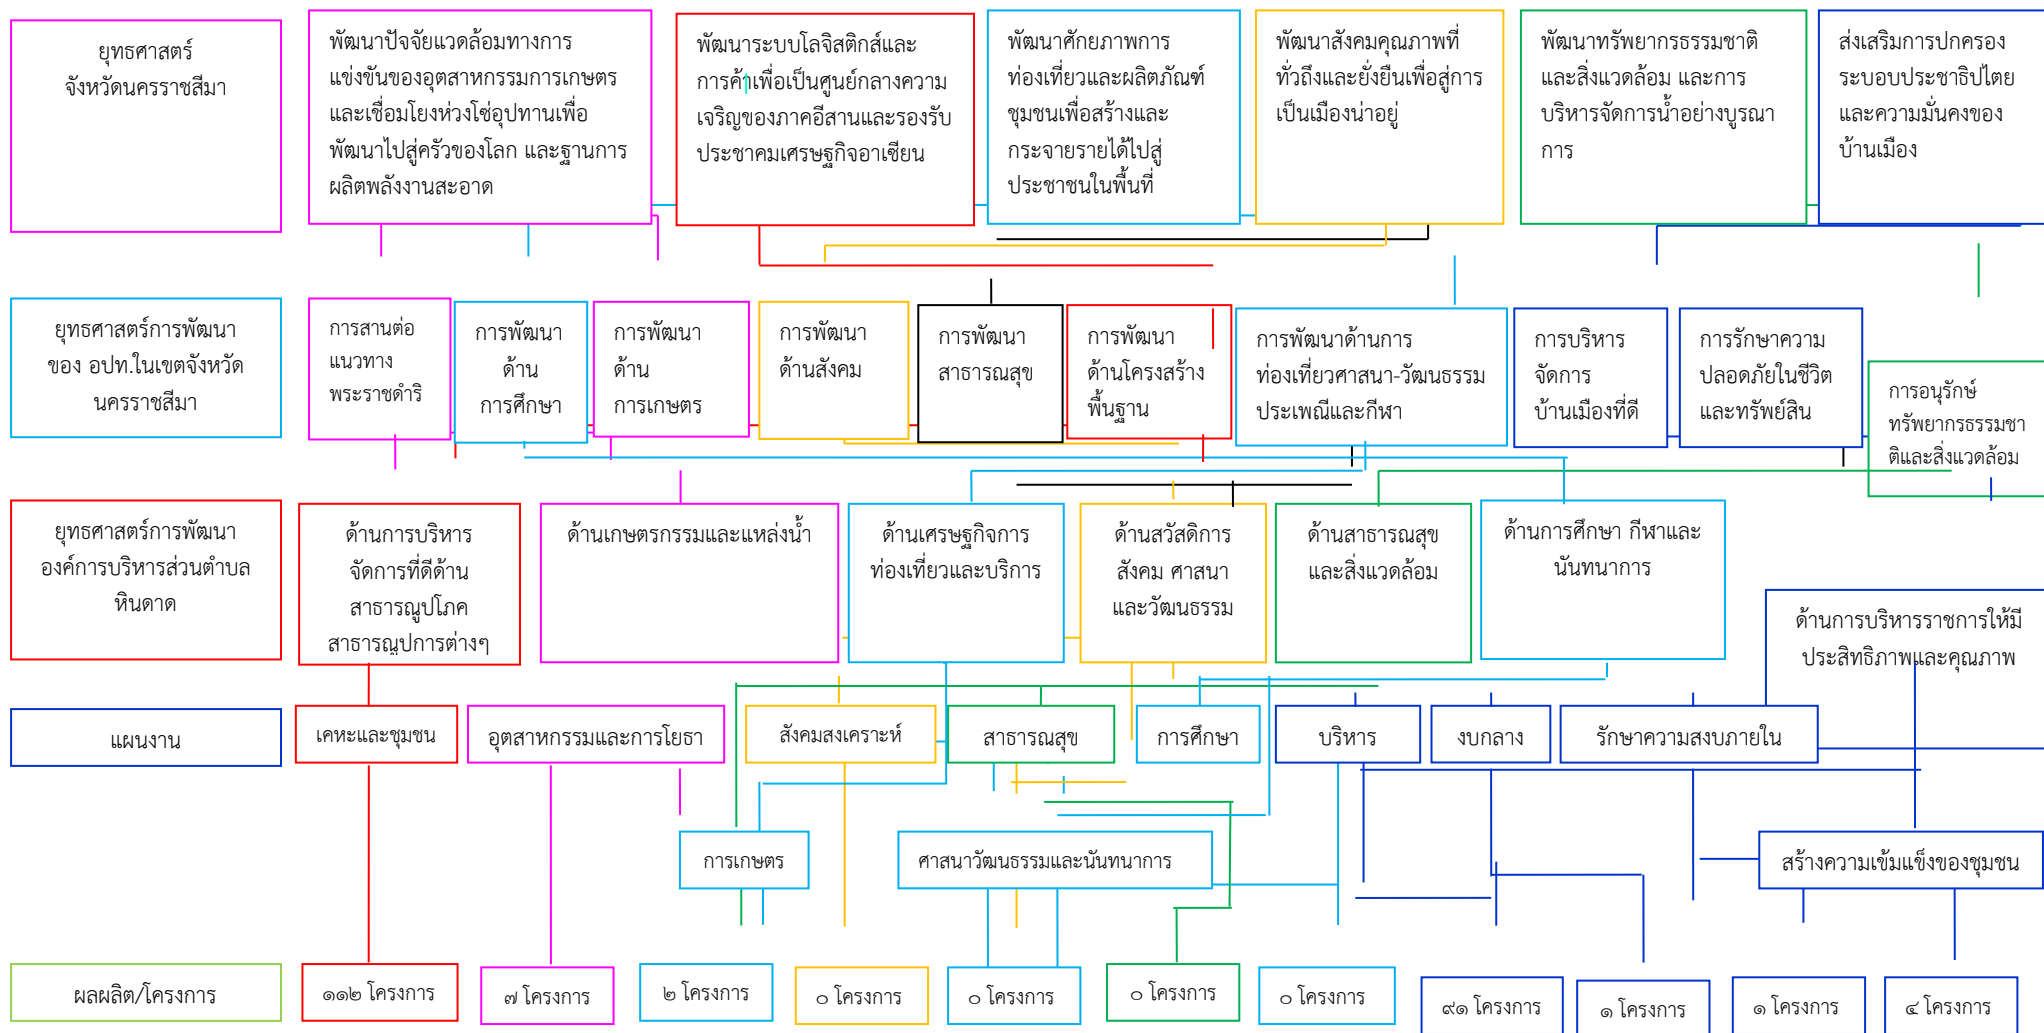 ยุทธศาสตร์
จังหวัดนครราชสีมา
พัฒนาปัจจัยแวดล้อมทางการ
แข่งขันของอุตสาหกรรมการเกษตร
และเชื่อมโยงห่วงโซ่อุปทานเพื่อ
พัฒนาไปสู่ครัวของโลก และฐานการ
ผลิตพลังงานสะอาด
พัฒนาระบบโลจิสติกส์และ
การค้าเพื่อเป็นศูนย์กลางความ
เจริญของภาคอีสานและรองรับ
ประชาคมเศรษฐกิจอาเซียน
พัฒนาศักยภาพการ
ท่องเที่ยวและผลิตภัณฑ์
ชุมชนเพื่อสร้างและ
กระจายรายได้ไปสู่
ประชาชนในพื้นที่
พัฒนาสังคมคุณภาพที่
ทั่วถึงและยั่งยืนเพื่อสู่การ
เป็นเมืองน่าอยู่
พัฒนาทรัพยากรธรรมชาติ
และสิ่งแวดล้อม และการ
บริหารจัดการน้ำอย่างบูรณา
การ
ส่งเสริมการปกครอง
ระบอบประชาธิปไตย
และความมั่นคงของ
บ้านเมือง
ยุทธศาสตร์การพัฒนา
ของ อปท.ในเขตจังหวัด
นครราชสีมา
การสานต่อ
แนวทาง
พระราชดำริ
การพัฒนา
ด้าน
การศึกษา
การพัฒนา
ด้าน
การเกษตร
การพัฒนา
ด้านสังคม
การพัฒนา
สาธารณสุข
การพัฒนา
ด้านโครงสร้าง
พื้นฐาน
การพัฒนาด้านการ
ท่องเที่ยวศาสนา-วัฒนธรรม
ประเพณีและกีฬา
การบริหาร
จัดการ
บ้านเมืองที่ดี
การรักษาความ
ปลอดภัยในชีวิต
และทรัพย์สิน
การอนุรักษ์
ทรัพยากรธรรมชา
ติและสิ่งแวดล้อม
ยุทธศาสตร์การพัฒนา
องค์การบริหารส่วนตำบล
หินดาด
ด้านการบริหาร
จัดการที่ดีด้าน
สาธารณูปโภค
สาธารณูปการต่างๆ
ด้านเกษตรกรรมและแหล่งน้ำ
ด้านเศรษฐกิจการ
ท่องเที่ยวและบริการ
ด้านสวัสดิการ
สังคม ศาสนา
และวัฒนธรรม
ด้านสาธารณสุข
และสิ่งแวดล้อม
ด้านการศึกษา กีฬาและ
นันทนาการ
ด้านการบริหารราชการให้มี
ประสิทธิภาพและคุณภาพ
แผนงาน
เคหะและชุมชน
อุตสาหกรรมและการโยธา
สังคมสงเคราะห์
สาธารณสุข
การศึกษา
บริหาร
งบกลาง
รักษาความสงบภายใน
การเกษตร
ศาสนาวัฒนธรรมและนันทนาการ
สร้างความเข้มแข็งของชุมชน
ผลผลิต/โครงการ
๑๑๒ โครงการ
๗ โครงการ
๒ โครงการ
๐ โครงการ
๐ โครงการ
๐ โครงการ
๐ โครงการ
๙๑ โครงการ
๑ โครงการ
๑ โครงการ
๔ โครงการ